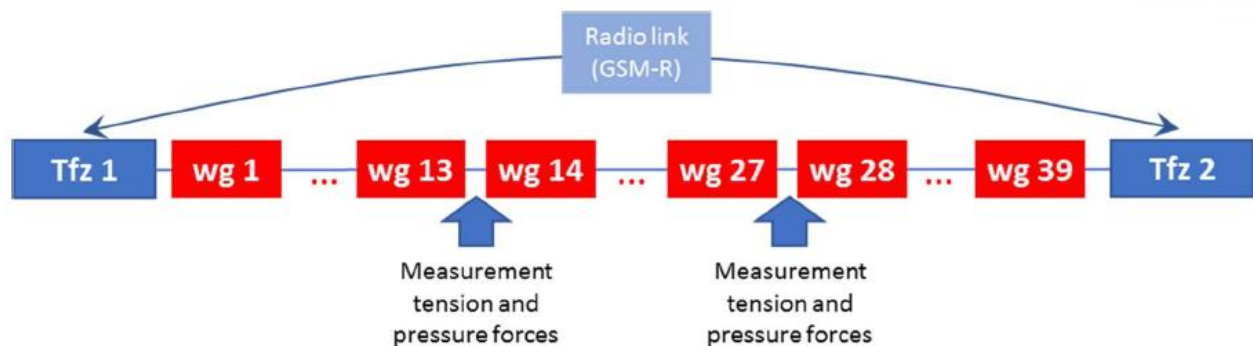 Radio link
(GSM-R)
Tfz 1 wg 1 ... wg 13 wg 14 ... wg 27 wg 28 ... wg 39 Tfz 2
Measurement
tension and
pressure forces
Measurement
tension and
pressure forces